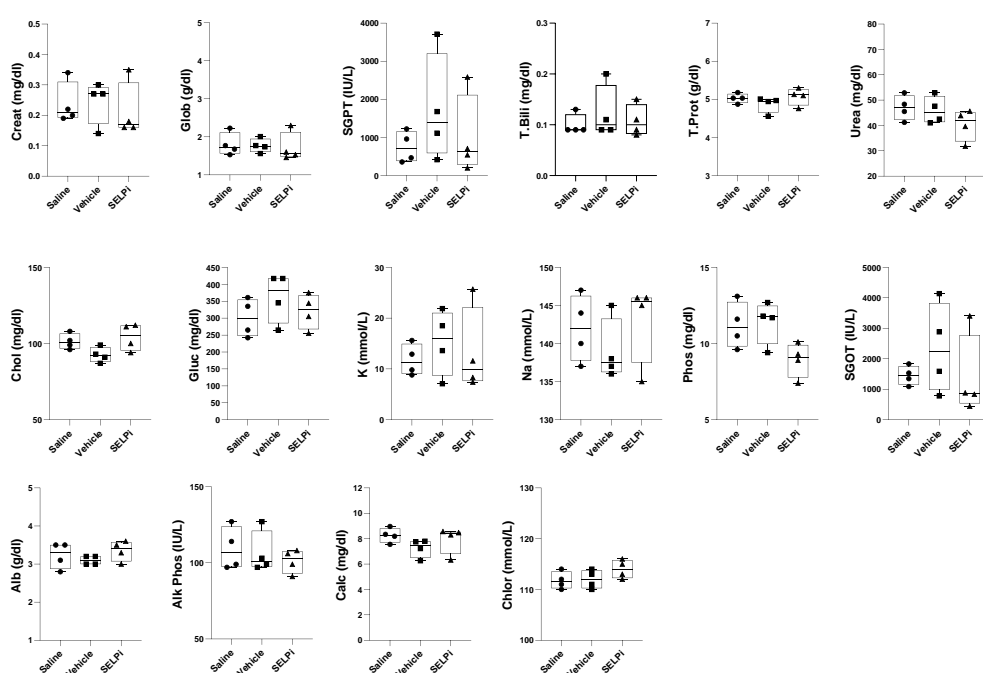 Creat (mg/dl)
0.5
0.4
0.3
0.2
0.1
0.0
Saline
Vehicle
SELPi
Glob (g/dl)
5
4
3
2
1
Saline
Vehicle
SELPi
SGPT (IU/L)
4000
3000
2000
1000
0
Saline
Vehicle
SELPi
T.Bili (mg/dl)
0.3
0.2
0.1
0.0
Saline
Vehicle
SELPi
T.Prot (g/dl)
7
6
5
4
3
Saline
Vehicle
SELPi
Urea (mg/dl)
80
70
60
50
40
30
20
Saline
Vehicle
SELPi
Chol (mg/dl)
150
100
50
Saline
Vehicle
SELPi
Gluc (mg/dl)
450
400
350
300
250
200
150
100
50
0
Saline
Vehicle
SELPi
K (mmol/L)
30
20
10
0
Saline
Vehicle
SELPi
Na (mmol/L)
150
145
140
135
130
Saline
Vehicle
SELPi
Phos (mg/dl)
15
10
5
Saline
Vehicle
SELPi
SGOT (IU/L)
5000
4000
3000
2000
1000
0
Saline
Vehicle
SELPi
Alb (g/dl)
5
4
3
2
1
Saline
Vehicle
SELPi
Alk Phos (IU/L)
150
100
50
Saline
Vehicle
SELPi
Calc (mg/dl)
12
10
8
6
4
2
0
Saline
Vehicle
SELPi
Chlor (mmol/L)
130
120
110
100
Saline
Vehicle
SELPi